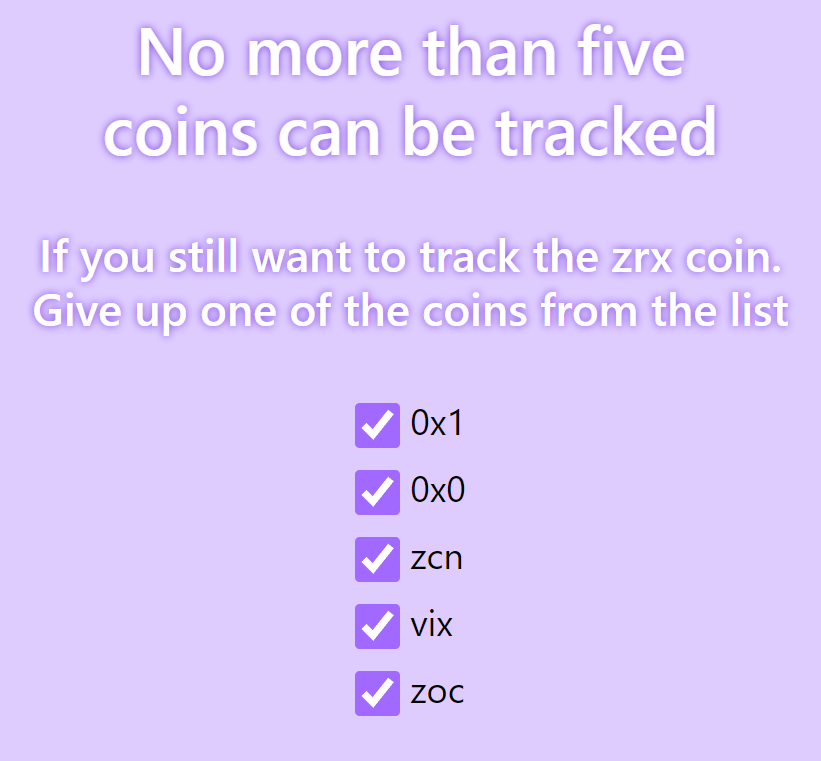 No more than five
coins can be tracked
If you still want to track the zrx coin.
Give up one of the coins from the list
0x1
0x0
zcn
vix
zoc